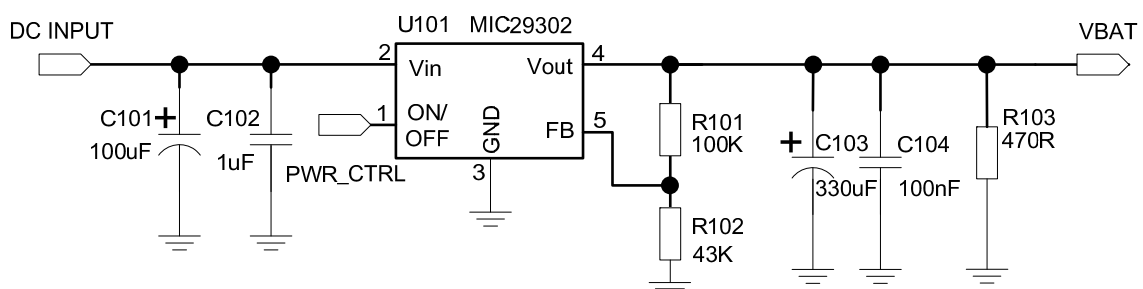 DC INPUT
U101 MIC29302
VBAT
2
Vin
Vout
4
C101
+
100uF
C102
1uF
1
ON/
OFF
PWR_CTRL
GND
3
FB
5
R101
100K
R102
43K
+
C103
330uF
C104
100nF
R103
470R